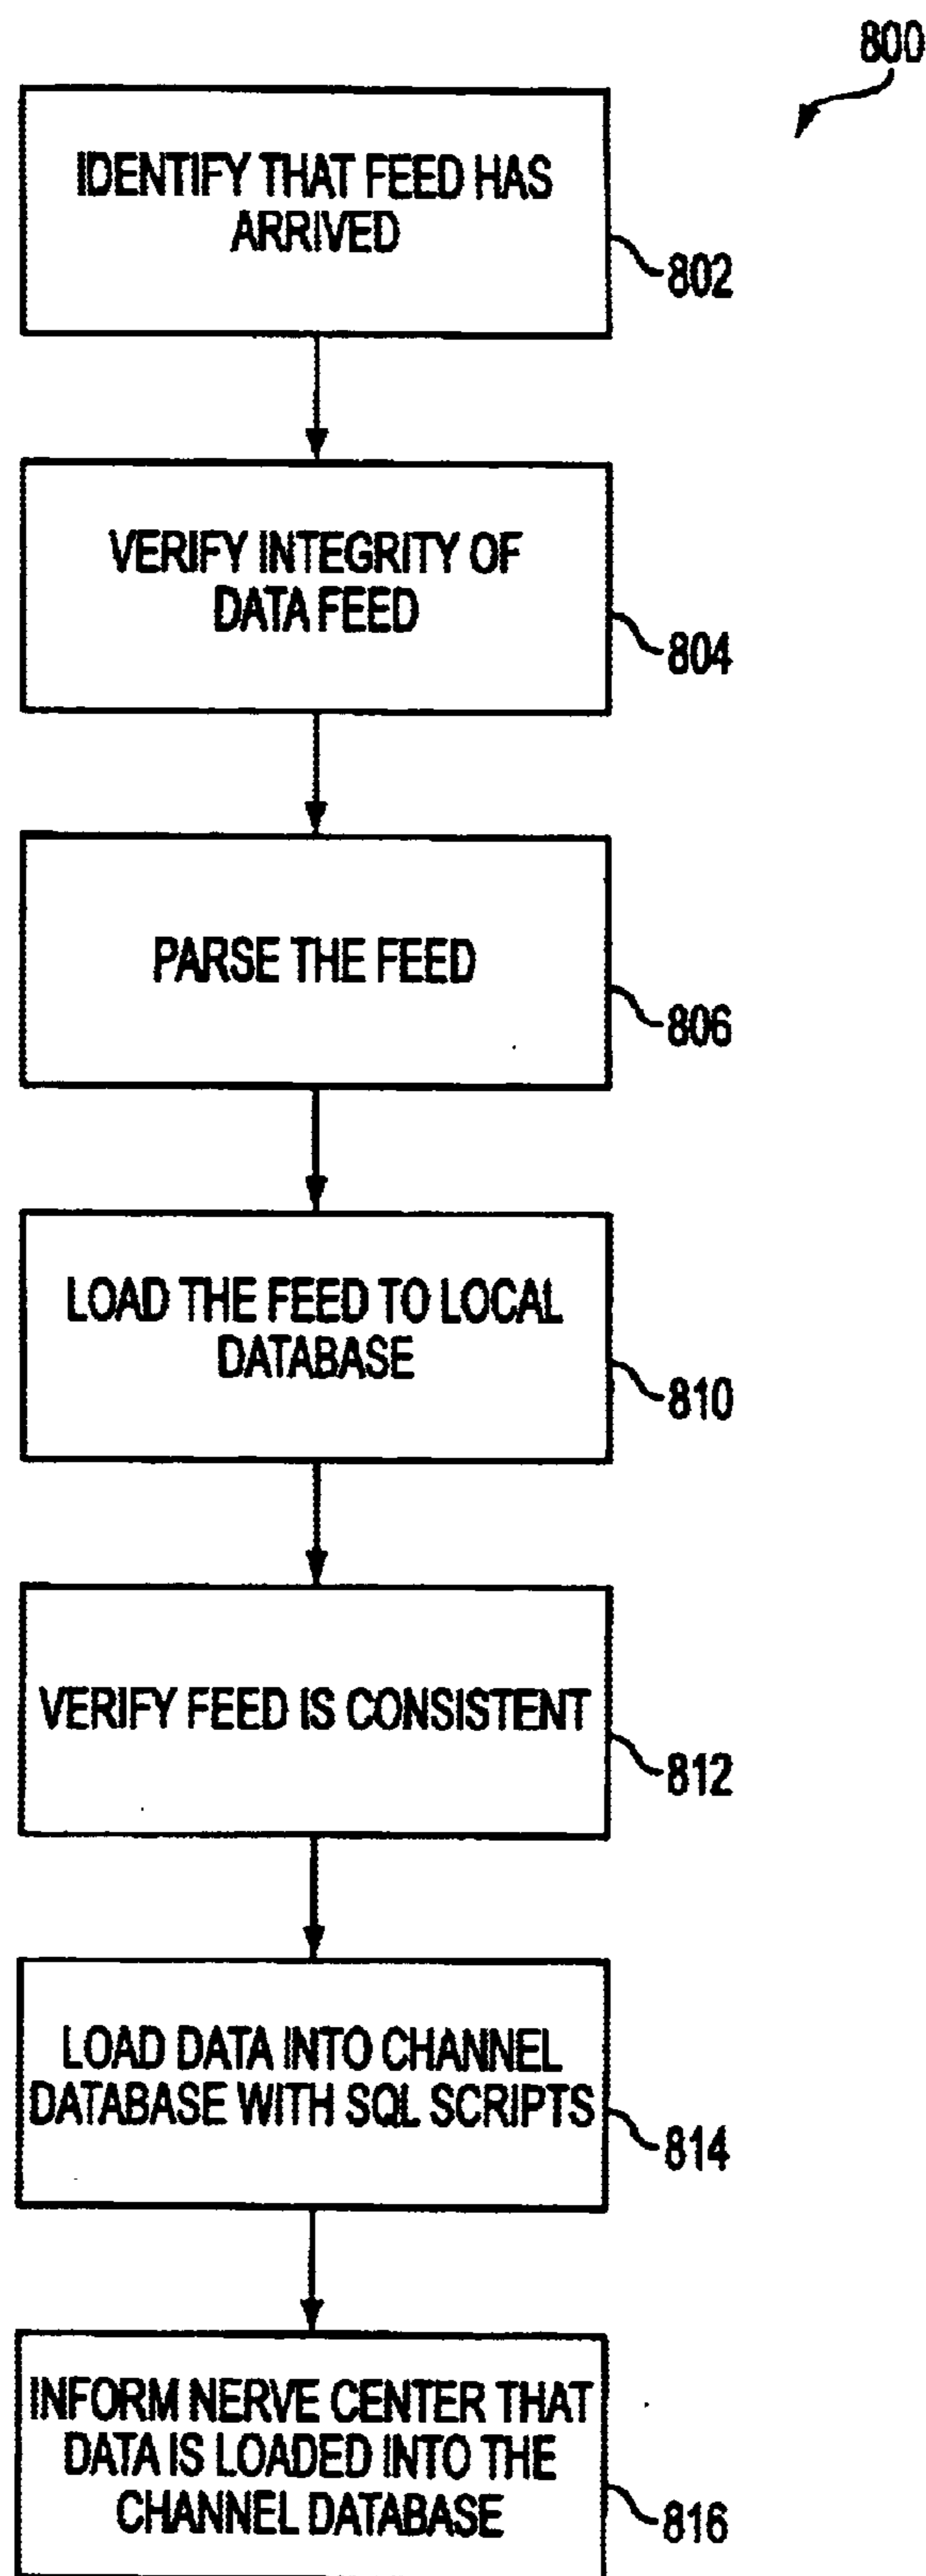 800
IDENTIFY THAT FEED HAS
ARRIVED
802
VERIFY INTEGRITY OF
DATA FEED
804
PARSE THE FEED
806
LOAD THE FEED TO LOCAL
DATABASE
810
VERIFY FEED IS CONSISTENT
812
LOAD DATA INTO CHANNEL
DATABASE WITH SQL SCRIPTS
814
INFORM NERVE CENTER THAT
DATA IS LOADED INTO THE
CHANNEL DATABASE
816